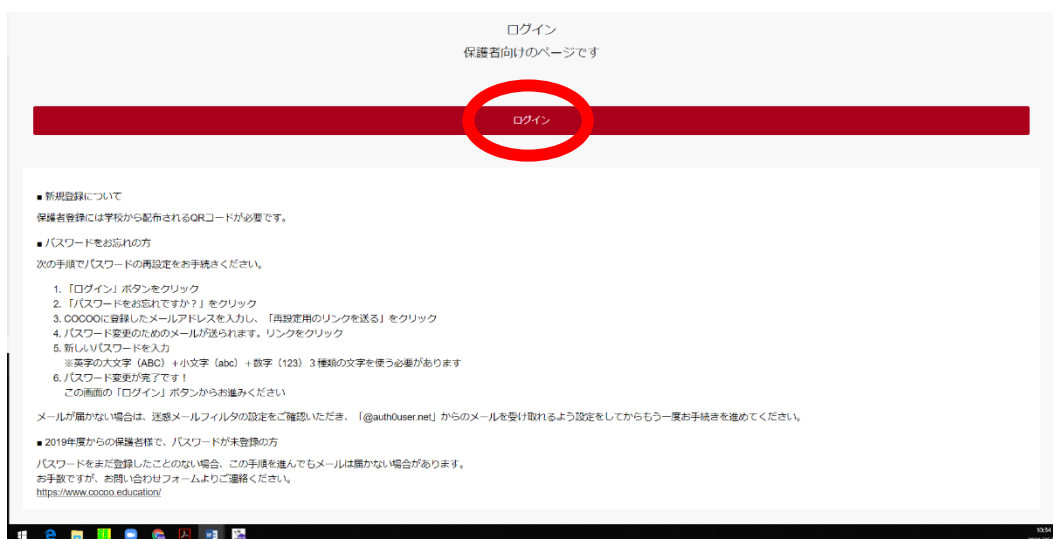 ログイン
保護者向けのページです
ログイン
■ 新規登録について
保護者登録には学校から配布されるQRコードが必要です。
■ パスワードをお忘れの方
次の手順でパスワードの再設定をお手続きください。
1. 「ログイン」ボタンをクリック
2. 「パスワードをお忘れですか？」をクリック
3. COCOOに登録したメールアドレスを入力し、「再設定用のリンクを送る」をクリック
4. パスワード変更のためのメールが送られます。リンクをクリック
5. 新しいパスワードを入力
※英字の大文字（ABC）+小文字（abc）+数字（123）３種類の文字を使う必要があります
6. パスワード変更が完了です！
この画面の「ログイン」ボタンからお進みください
メールが届かない場合は、迷惑メールフィルタの設定をご確認いただき、「@auth0user.net」からのメールを受け取れるよう設定をしてからもう一度お手続きを進めてください。
■ 2019年度からの保護者様で、パスワードが未登録の方
パスワードをまだ登録したことのない場合、この手順を進んでもメールは届かない場合があります。
お手数ですが、お問い合わせフォームよりご連絡ください。
https://www.cocoo.education/
10:34